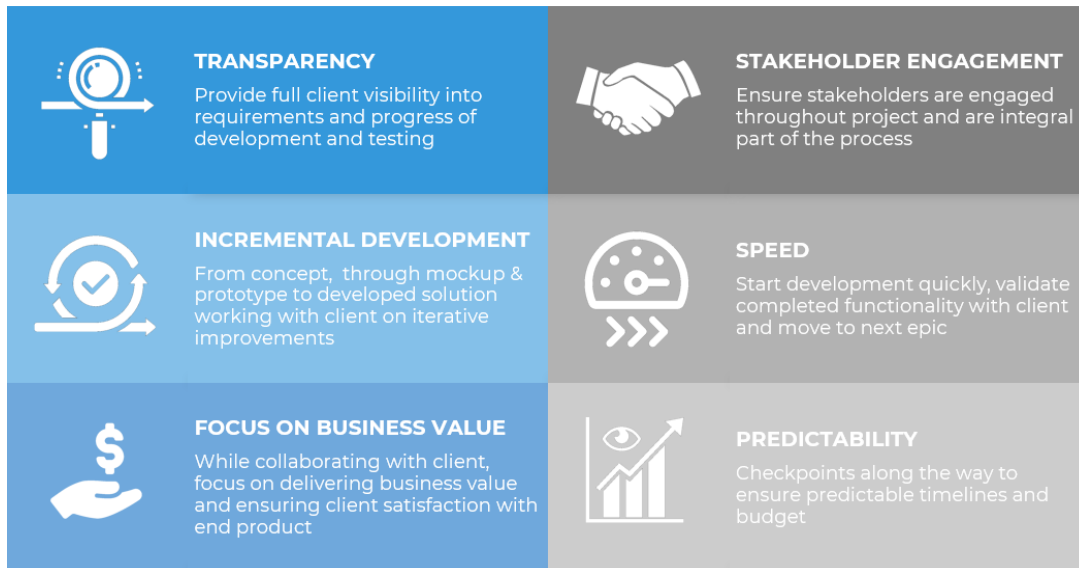 TRANSPARENCY
Provide full client visibility into
requirements and progress of
development and testing
STAKEHOLDER ENGAGEMENT
Ensure stakeholders are engaged
throughout project and are integral
part of the process
INCREMENTAL DEVELOPMENT
From concept, through mockup &
prototype to developed solution
working with client on iterative
improvements
SPEED
Start development quickly, validate
completed functionality with client
and move to next epic
FOCUS ON BUSINESS VALUE
While collaborating with client,
focus on delivering business value
and ensuring client satisfaction with
end product
PREDICTABILITY
Checkpoints along the way to
ensure predictable timelines and
budget